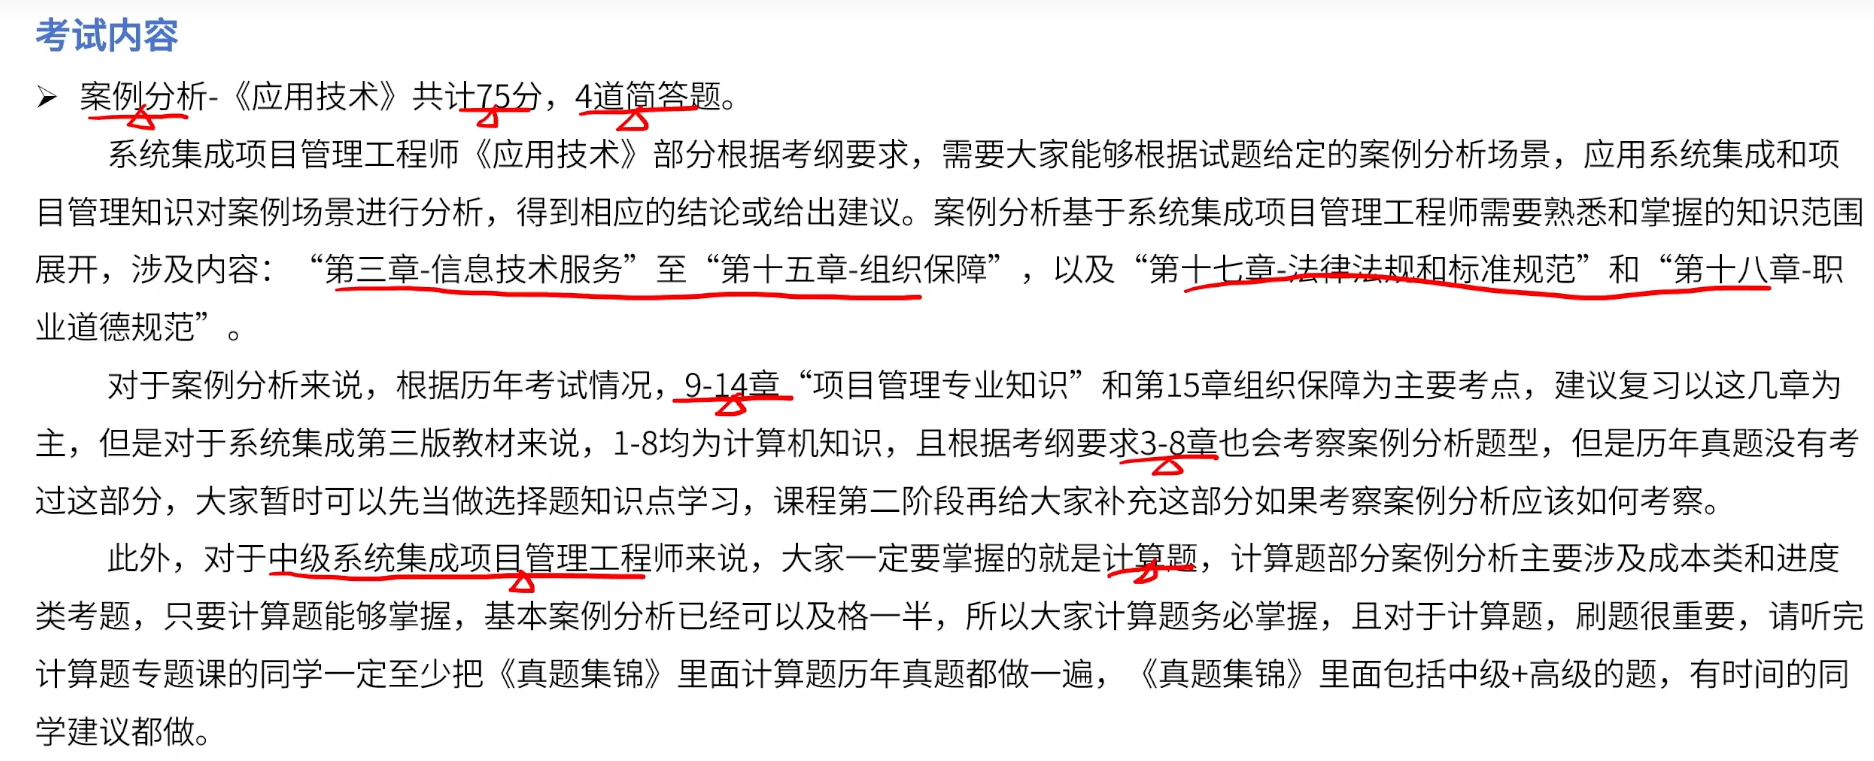 考试内容
➢ 案例分析-《应用技术》共计75分，4道简答题。
系统集成项目管理工程师《应用技术》部分根据考纲要求，需要大家能够根据试题给定的案例分析场景，应用系统集成和项
目管理知识对案例场景进行分析，得到相应的结论或给出建议。案例分析基于系统集成项目管理工程师需要熟悉和掌握的知识范围
展开，涉及内容：“第三章-信息技术服务”至“第十五章-组织保障”，以及“第十七章-法律法规和标准规范”和“第十八章-职
业道德规范”。
对于案例分析来说，根据历年考试情况，9-14章“项目管理专业知识”和第15章组织保障为主要考点，建议复习以这几章为
主，但是对于系统集成第三版教材来说，1-8均为计算机知识，且根据考纲要求3-8章也会考察案例分析题型，但是历年真题没有考
过这部分，大家暂时可以先当做选择题知识点学习，课程第二阶段再给大家补充这部分如果考察案例分析应该如何考察。
此外，对于中级系统集成项目管理工程师来说，大家一定要掌握的就是计算题，计算题部分案例分析主要涉及成本类和进度
类考题，只要计算题能够掌握，基本案例分析已经可以及格一半，所以大家计算题务必掌握，且对于计算题，刷题很重要，请听完
计算题专题课的同学一定至少把《真题集锦》里面计算题历年真题都做一遍，《真题集锦》里面包括中级+高级的题，有时间的同
学建议都做。